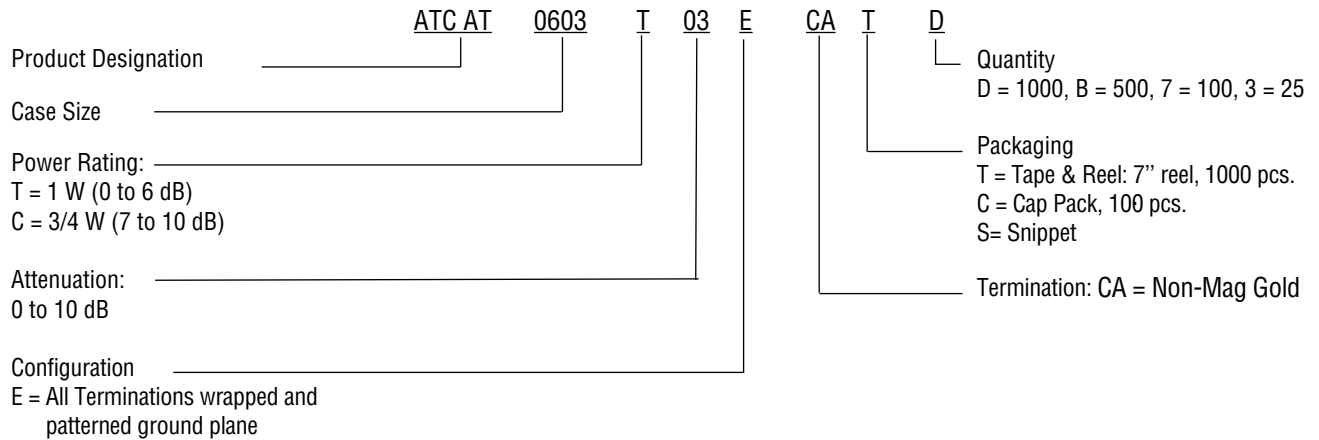 ATC AT 0603 T 03 E CA T D
Product Designation
Case Size
Power Rating:
T = 1 W (0 to 6 dB)
C = 3/4 W (7 to 10 dB)
Attenuation:
0 to 10 dB
Configuration
E = All Terminations wrapped and
patterned ground plane
Quantity
D = 1000, B = 500, 7 = 100, 3 = 25
Packaging
T = Tape & Reel: 7’’ reel, 1000 pcs.
C = Cap Pack, 100 pcs.
S= Snippet
Termination: CA = Non-Mag Gold